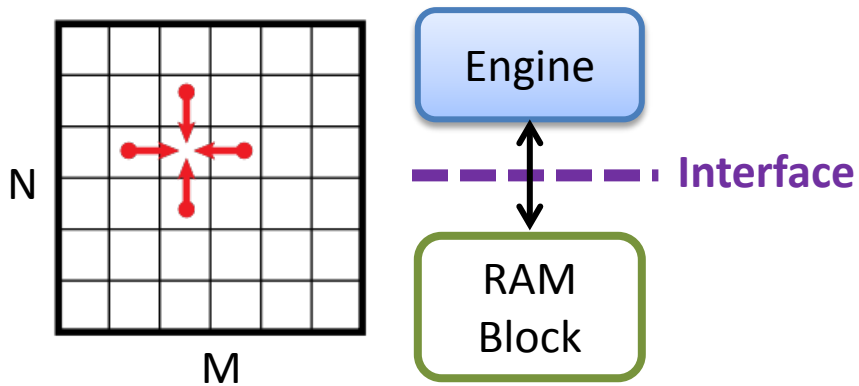 N
M
Engine
Interface
RAM
Block